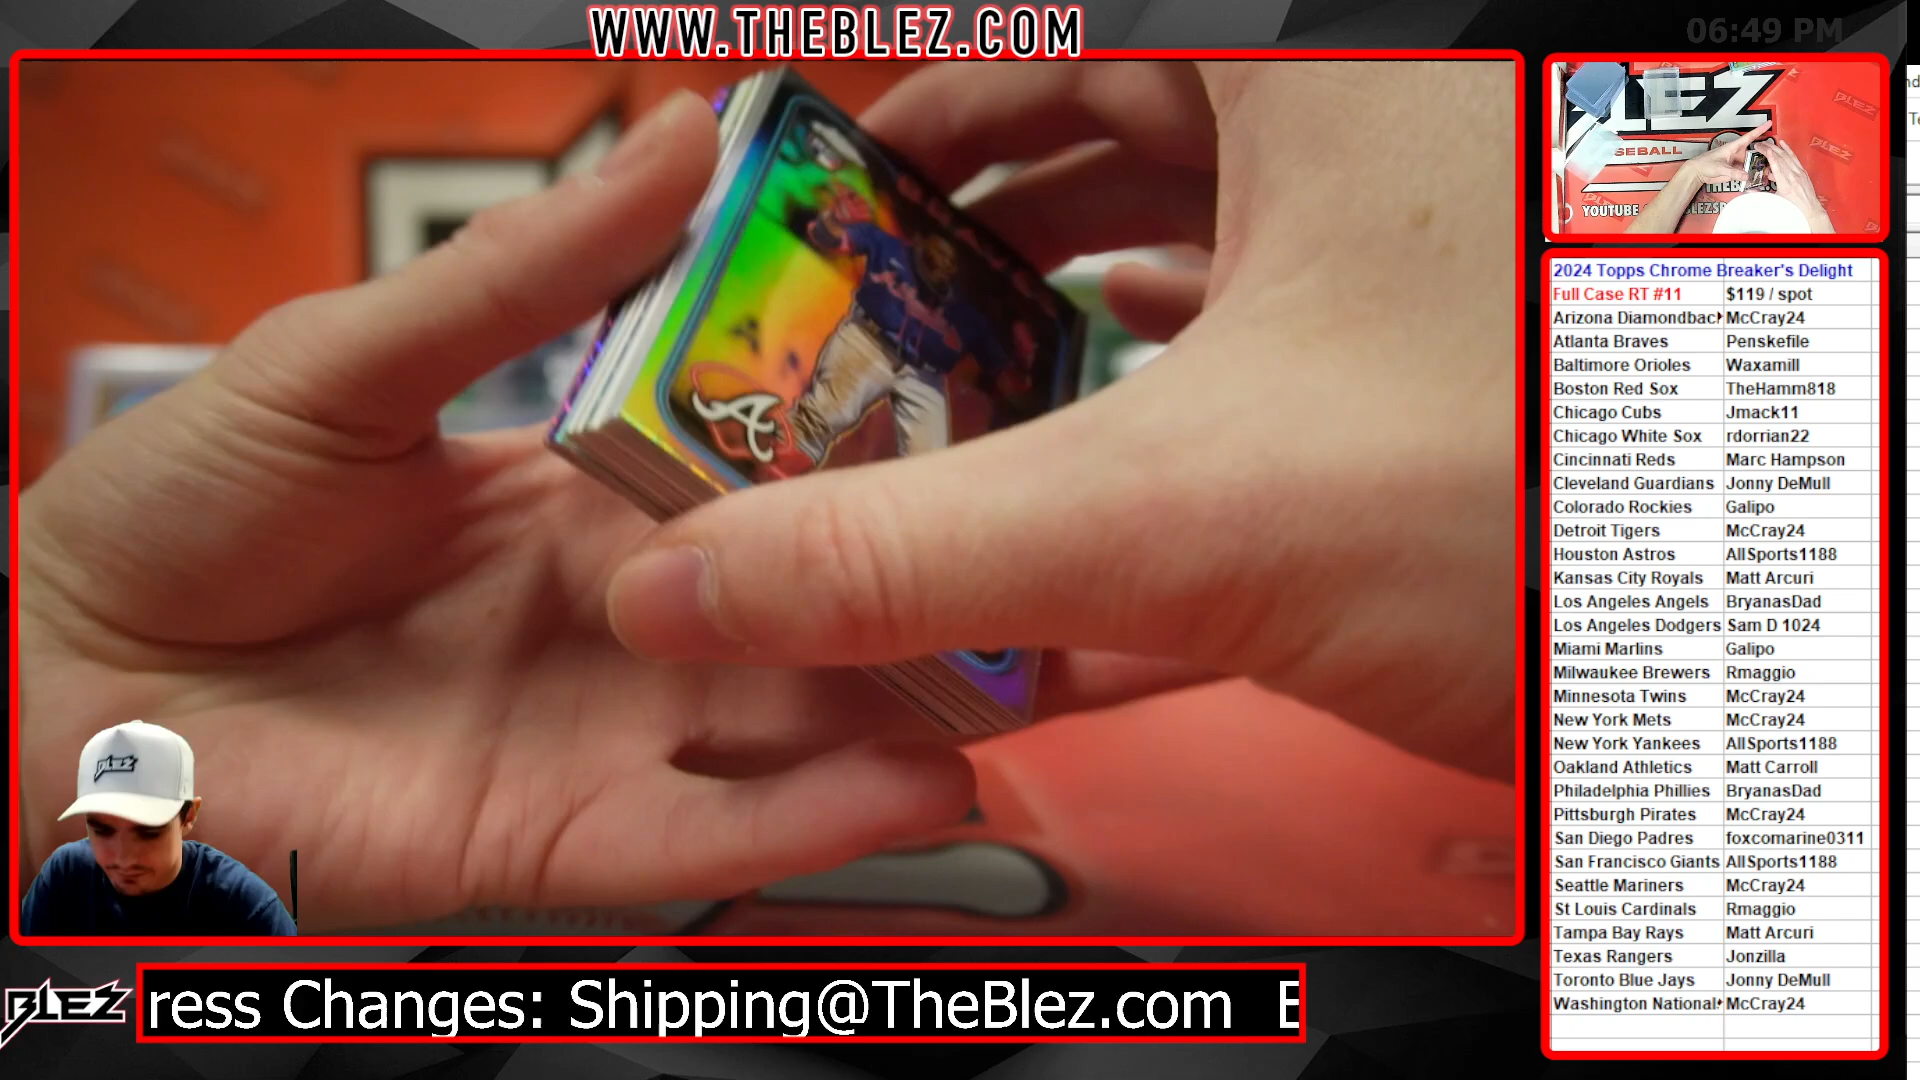 WWW.THEBLEZ.COM
06:49 PM
BLEZ
SEBALL
YOUTUBE
A
BLEZ
2024 Topps Chrome Breaker's Delight
Full Case RT #11 $119 / spot
Arizona Diamondbac McCray24
Atlanta Braves Penskefile
Baltimore Orioles Waxamill
Boston Red Sox TheHamm818
Chicago Cubs Jmack11
Chicago White Sox rdorrian22
Cincinnati Reds Marc Hampson
Cleveland Guardians Jonny DeMull
Colorado Rockies Galipo
Detroit Tigers McCray24
Houston Astros AllSports1188
Kansas City Royals Matt Arcuri
Los Angeles Angels BryanasDad
Los Angeles Dodgers Sam D 1024
Miami Marlins Galipo
Milwaukee Brewers Rmaggio
Minnesota Twins McCray24
New York Mets McCray24
New York Yankees AllSports1188
Oakland Athletics Matt Carroll
Philadelphia Phillies BryanasDad
Pittsburgh Pirates McCray24
San Diego Padres foxcomarine0311
San Francisco Giants AllSports1188
Seattle Mariners McCray24
St Louis Cardinals Rmaggio
Tampa Bay Rays Matt Arcuri
Texas Rangers Jonzilla
Toronto Blue Jays Jonny DeMull
Washington National McCray24
BLEZ
ress Changes: Shipping@TheBlez.com E